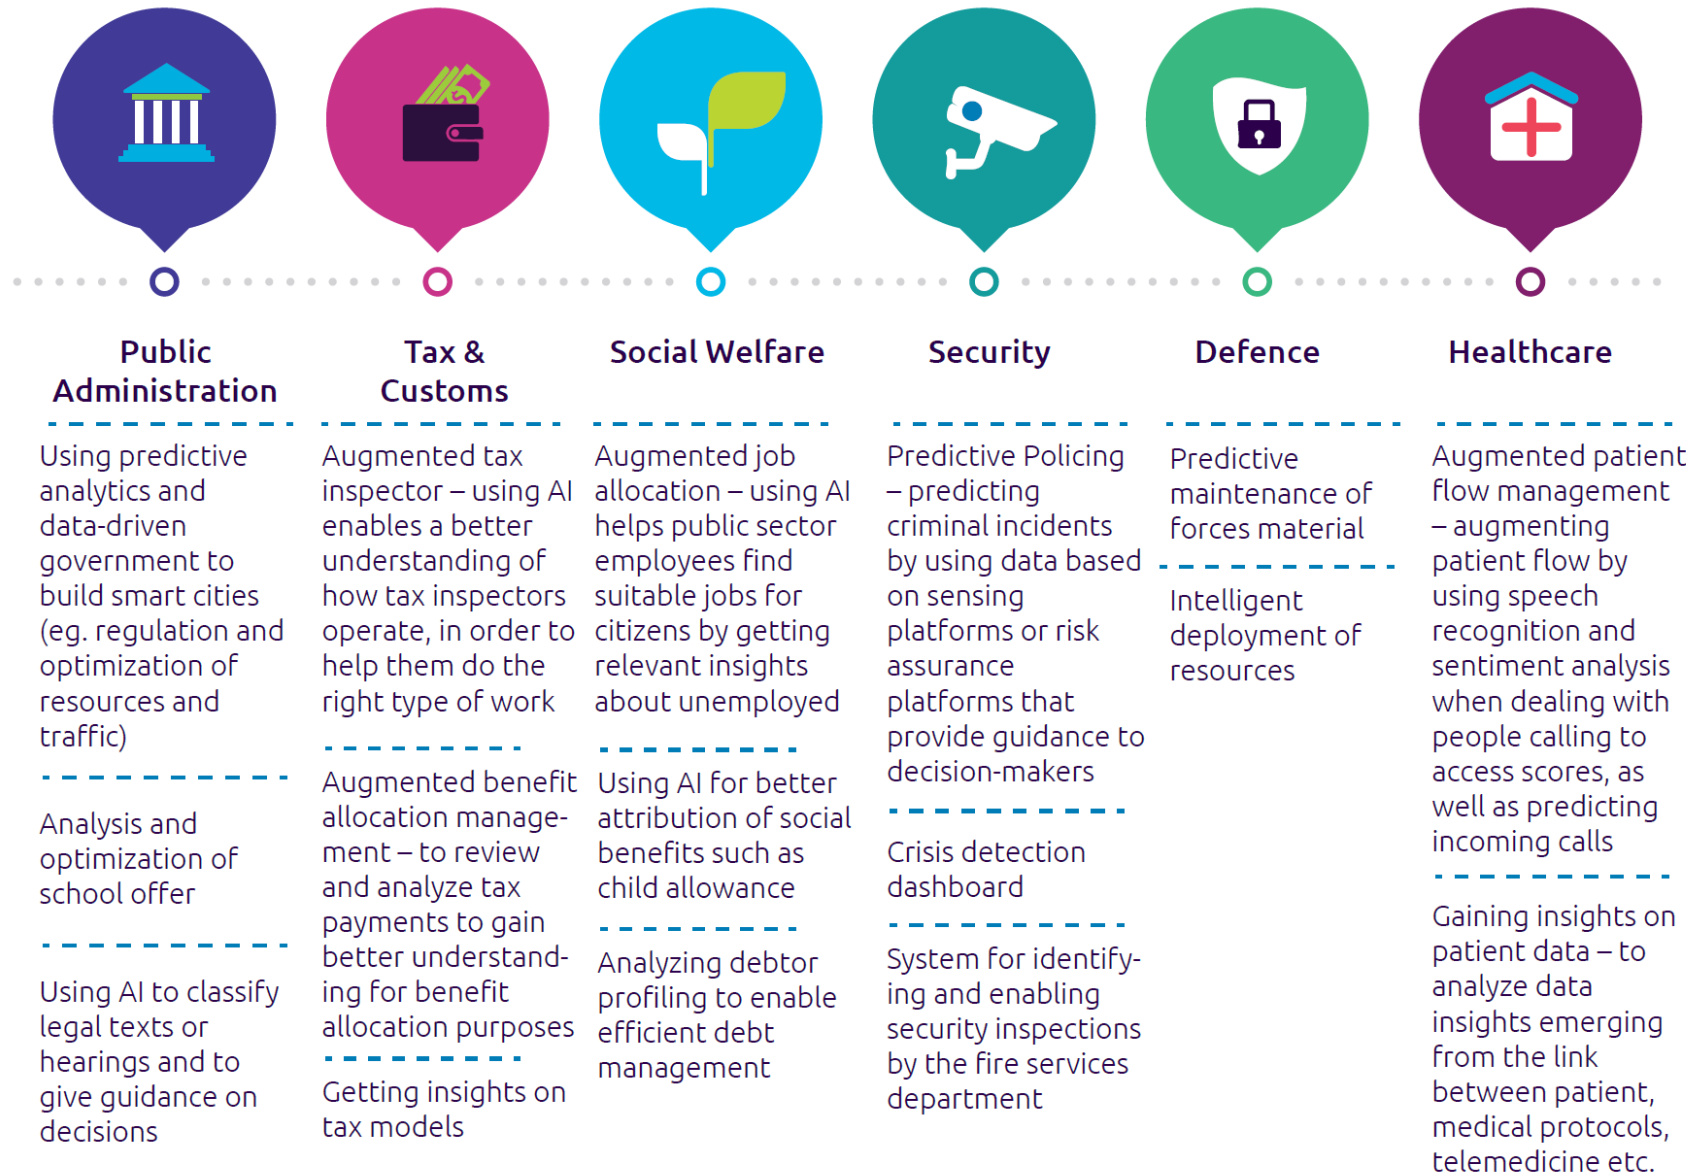 Public
Administration
Using predictive
analytics and
data-driven
government to
build smart cities
(eg. regulation and
optimization of
resources and
traffic)
Analysis and
optimization of
school offer
Using AI to classify
legal texts or
hearings and to
give guidance on
decisions
Tax &
Customs
Augmented tax
inspector – using AI
enables a better
understanding of
how tax inspectors
operate, in order to
help them do the
right type of work
Augmented benefit
allocation manage-
ment – to review
and analyze tax
payments to gain
better understand-
ing for benefit
allocation purposes
Getting insights on
tax models
Social Welfare
Augmented job
allocation – using AI
helps public sector
employees find
suitable jobs for
citizens by getting
relevant insights
about unemployed
Using AI for better
attribution of social
benefits such as
child allowance
Analyzing debtor
profiling to enable
efficient debt
management
Security
Predictive Policing
– predicting
criminal incidents
by using data based
on sensing
platforms or risk
assurance
platforms that
provide guidance to
decision-makers
Crisis detection
dashboard
System for identify-
ing and enabling
security inspections
by the fire services
department
Defence
Predictive
maintenance of
forces material
Intelligent
deployment of
resources
Healthcare
Augmented patient
flow management
– augmenting
patient flow by
using speech
recognition and
sentiment analysis
when dealing with
people calling to
access scores, as
well as predicting
incoming calls
Gaining insights on
patient data – to
analyze data
insights emerging
from the link
between patient,
medical protocols,
telemedicine etc.